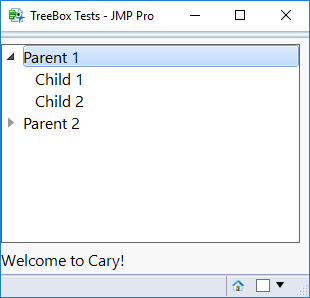 TreeBox Tests - JMP Pro
Parent 1
Child 1
Child 2
Parent 2
Welcome to Cary!